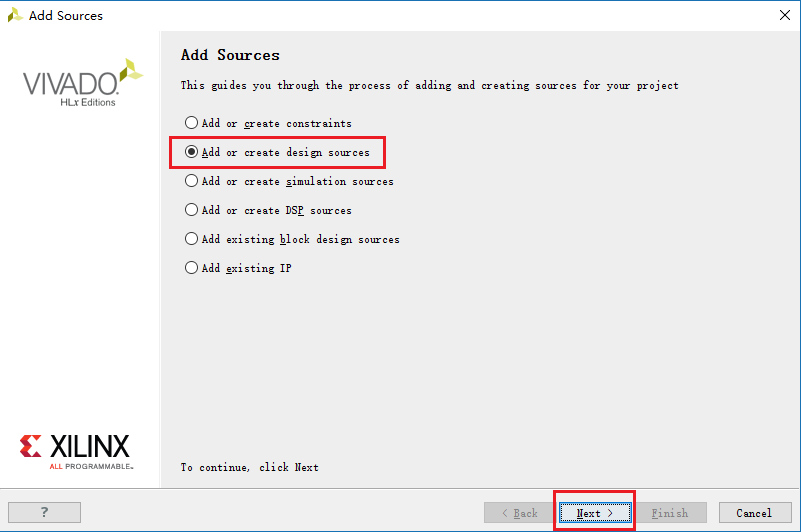 Add Sources
VIVADO.
HLx Editions
Add Sources
This guides you through the process of adding and creating sources for your project
Add or create constraints
Add or create design sources
Add or create simulation sources
Add or create DSP sources
Add existing block design sources
Add existing IP
XILINX
ALL PROGRAMMABLE™
To continue, click Next
?
< Back
Next >
Finish
Cancel